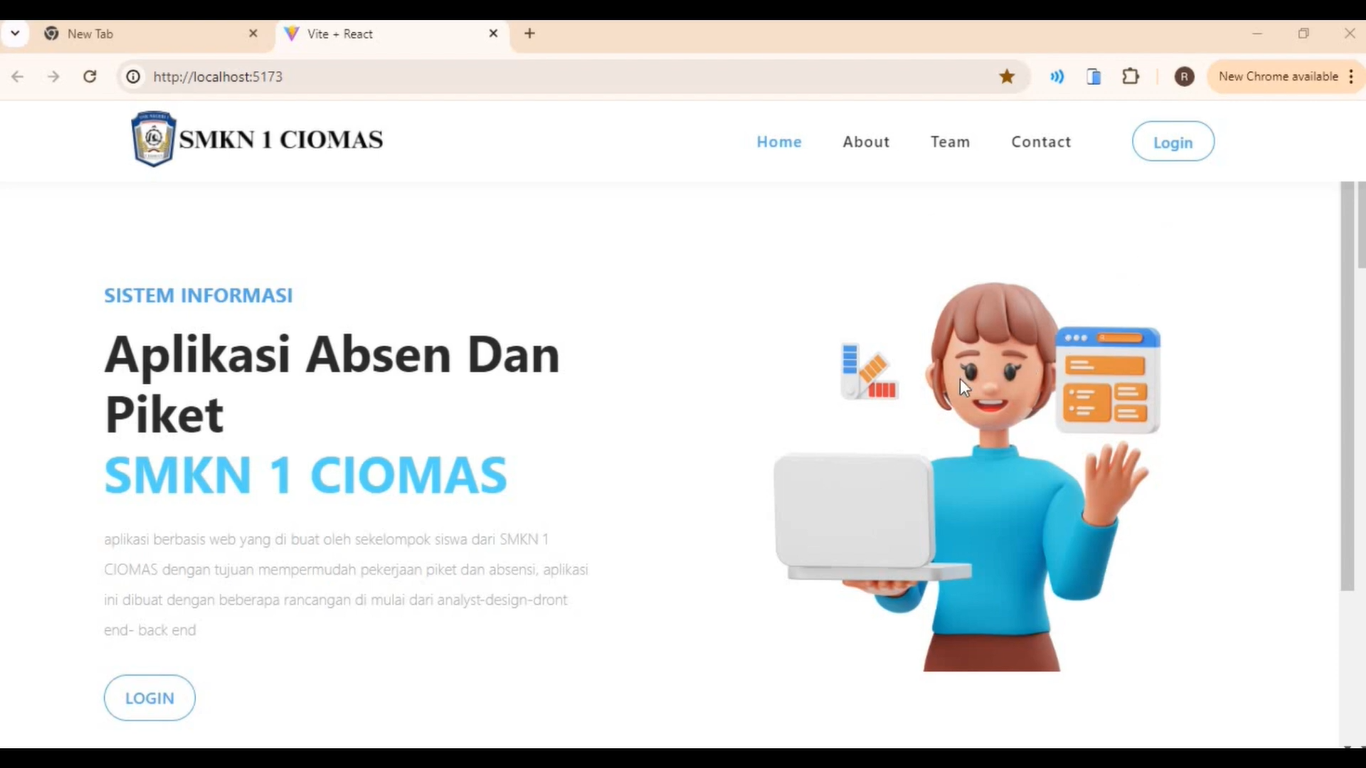 New Tab
Vite + React
http://localhost:5173
R
New Chrome available
SMKN 1 CIOMAS
Home
About
Team
Contact
Login
SISTEM INFORMASI
Aplikasi Absen Dan
Piket
SMKN 1 CIOMAS
aplikasi berbasis web yang di buat oleh sekelompok siswa dari SMKN 1
CIOMAS dengan tujuan mempermudah pekerjaan piket dan absensi, aplikasi
ini dibuat dengan beberapa rancangan di mulai dari analyst-design-dront
end- back end
LOGIN